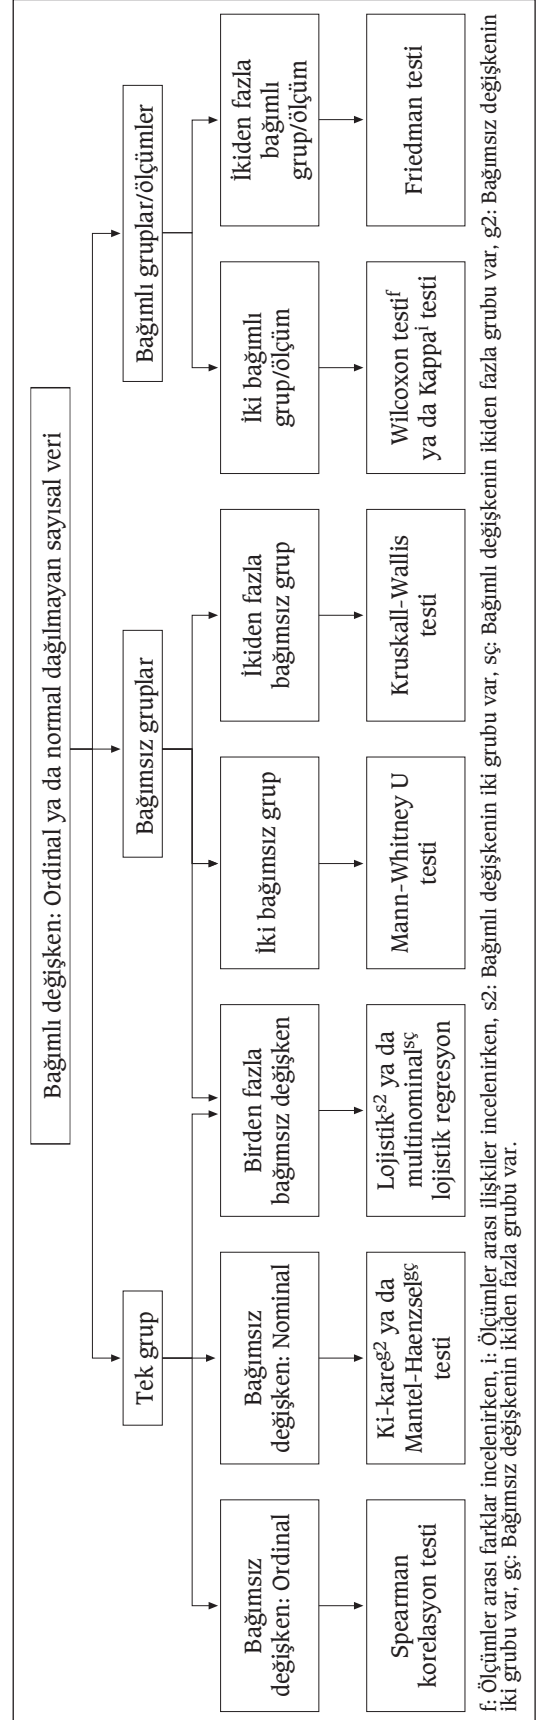 Bağımlı değişken: Ordinal ya da normal dağılmayan sayısal veri
Tek grup
Bağımsız gruplar
Bağımlı gruplar/ölçümler
Bağımsız
değişken: Ordinal
Bağımsız
değişken: Nominal
Birden fazla
bağımsız değişken
İki bağımsız grup
İkiden fazla
bağımsız grup
İki bağımlı
grup/ölçüm
İkiden fazla
bağımlı
grup/ölçüm
Spearman
korelasyon testi
Ki-kareg2 ya da
Mantel-Haenzselgç
testi
Lojistiks2 ya da
multinominalsç
lojistik regresyon
Mann-Whitney U
testi
Kruskall-Wallis
testi
Wilcoxon testif
ya da Kappai testi
Friedman testi
f: Ölçümler arası farklar incelenirken, i: Ölçümler arası ilişkiler incelenirken, s2: Bağımlı değişkenin iki grubu var, sç: Bağımlı değişkenin ikiden fazla grubu var, g2: Bağımsız değişkenin
iki grubu var, gç: Bağımsız değişkenin ikiden fazla grubu var.